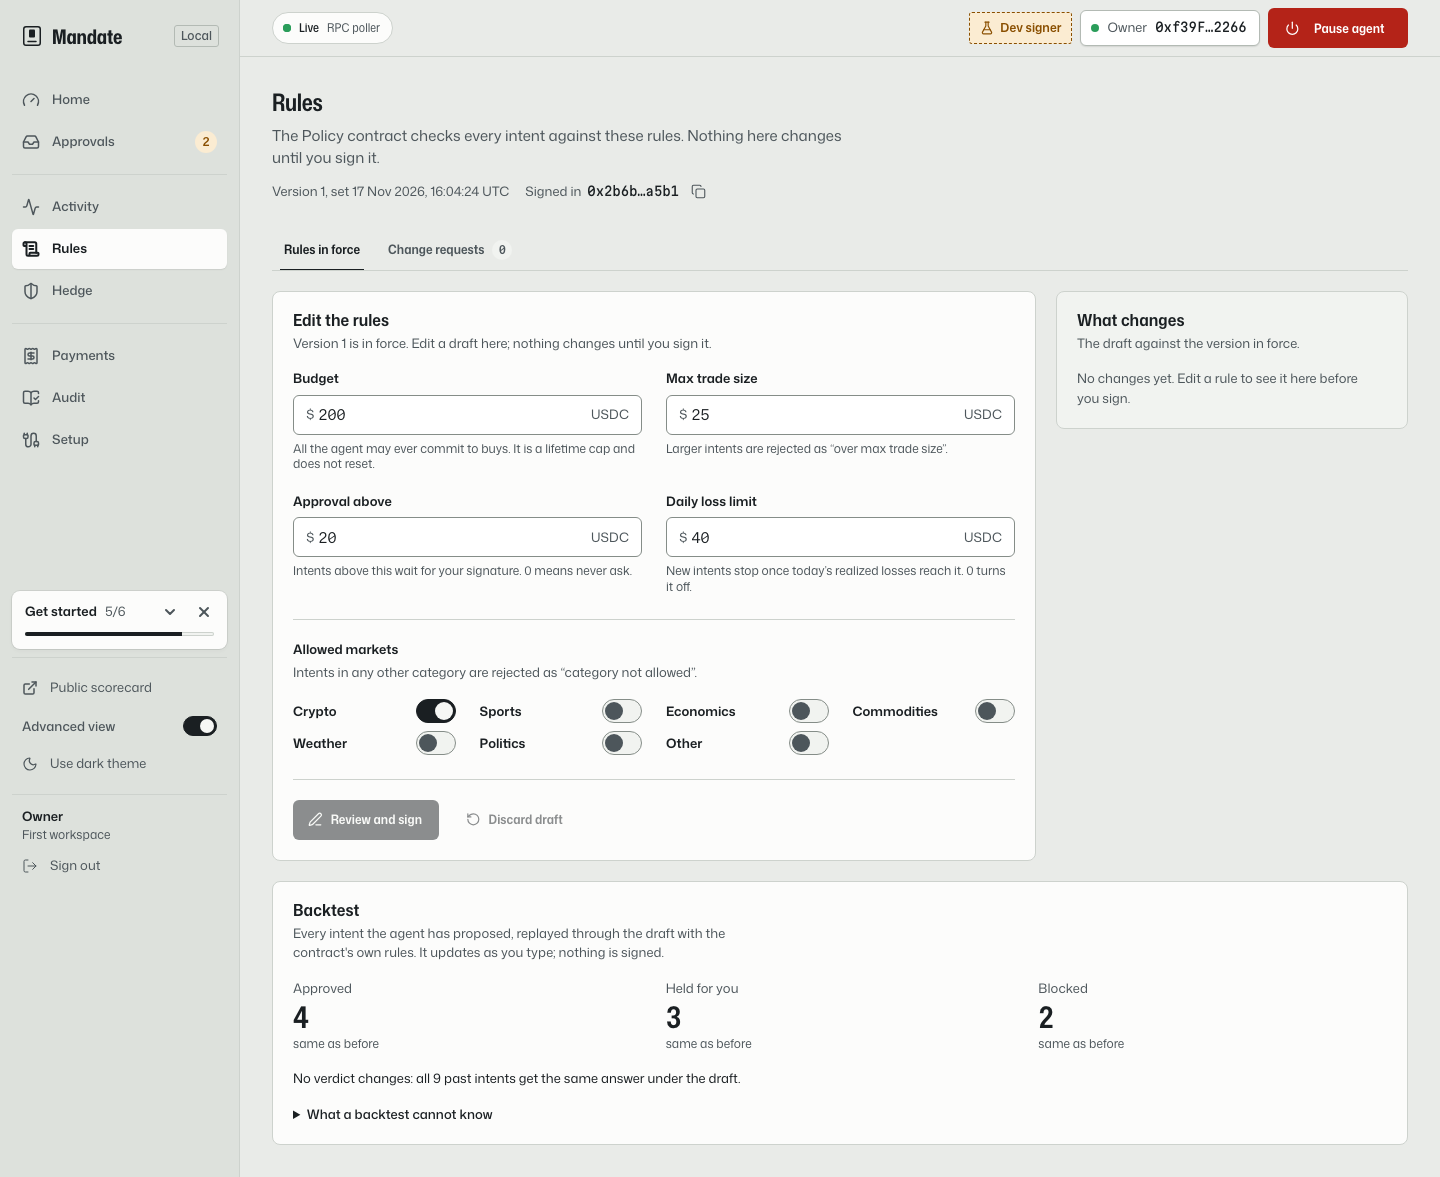 Mandate
Local
Home
Approvals
2
Activity
Rules
Hedge
Payments
Audit
Setup
Get started 5/6
Public scorecard
Advanced view
Use dark theme
Owner
First workspace
Sign out
Live RPC poller
Dev signer
Owner 0xf39F…2266
Pause agent
Rules
The Policy contract checks every intent against these rules. Nothing here changes
until you sign it.
Version 1, set 17 Nov 2026, 16:04:24 UTC Signed in 0x2b6b…a5b1
Rules in force
Change requests 0
Edit the rules
Version 1 is in force. Edit a draft here; nothing changes until you sign it.
Budget
$ 200 USDC
All the agent may ever commit to buys. It is a lifetime cap and
does not reset.
Max trade size
$ 25 USDC
Larger intents are rejected as “over max trade size”.
Approval above
$ 20 USDC
Intents above this wait for your signature. 0 means never ask.
Daily loss limit
$ 40 USDC
New intents stop once today’s realized losses reach it. 0 turns
it off.
Allowed markets
Intents in any other category are rejected as “category not allowed”.
Crypto
Sports
Economics
Commodities
Weather
Politics
Other
Review and sign
Discard draft
What changes
The draft against the version in force.
No changes yet. Edit a rule to see it here before
you sign.
Backtest
Every intent the agent has proposed, replayed through the draft with the
contract’s own rules. It updates as you type; nothing is signed.
Approved
4
same as before
Held for you
3
same as before
Blocked
2
same as before
No verdict changes: all 9 past intents get the same answer under the draft.
What a backtest cannot know